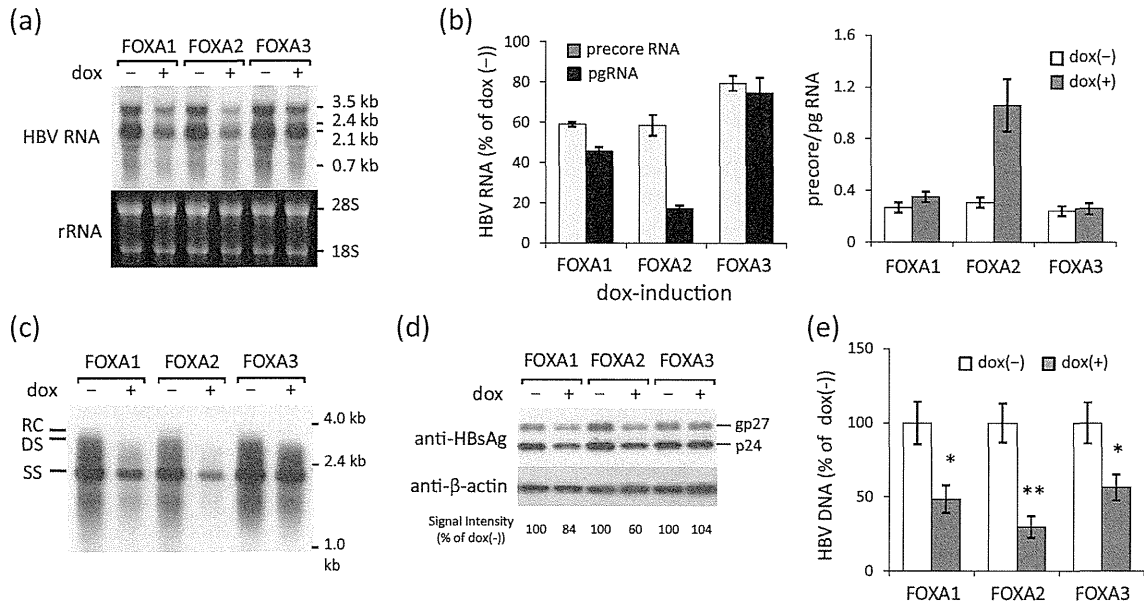 (a)
FOXA1 FOXA2 FOXA3
dox − + − + − +
HBV RNA
3.5 kb
2.4 kb
2.1 kb
0.7 kb
rRNA
28S
18S
(b)
HBV RNA (% of dox (−))
100
80
60
40
20
0
precore RNA
pgRNA
FOXA1 FOXA2 FOXA3
dox-induction
precore/pg RNA
1.6
1.2
0.8
0.4
0
dox(−)
dox(+)
FOXA1 FOXA2 FOXA3
(c)
FOXA1 FOXA2 FOXA3
dox − + − + − +
RC
DS
SS
4.0 kb
2.4 kb
1.0
kb
(d)
FOXA1 FOXA2 FOXA3
dox − + − + − +
anti-HBsAg
gp27
p24
anti-β-actin
Signal Intensity
(% of dox(-))
100 84 100 60 100 104
(e)
HBV DNA (% of dox(-))
150
100
50
0
dox(−) dox(+)
* ** *
FOXA1 FOXA2 FOXA3